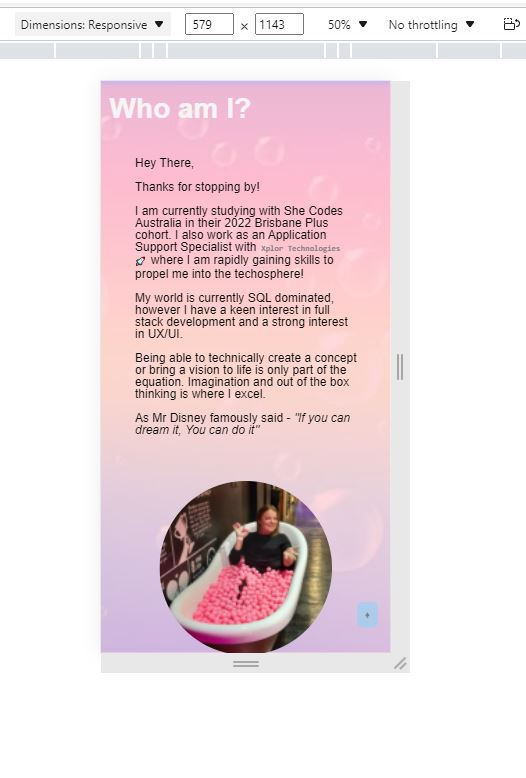 Dimensions: Responsive ▼ 579 × 1143 50% ▼ No throttling ▼
Who am I?
Hey There,
Thanks for stopping by!
I am currently studying with She Codes
Australia in their 2022 Brisbane Plus
cohort. I also work as an Application
Support Specialist with Xplor Technologies
🚀 where I am rapidly gaining skills to
propel me into the techosphere!
My world is currently SQL dominated,
however I have a keen interest in full
stack development and a strong interest
in UX/UI.
Being able to technically create a concept
or bring a vision to life is only part of the
equation. Imagination and out of the box
thinking is where I excel.
As Mr Disney famously said - "If you can
dream it, You can do it"